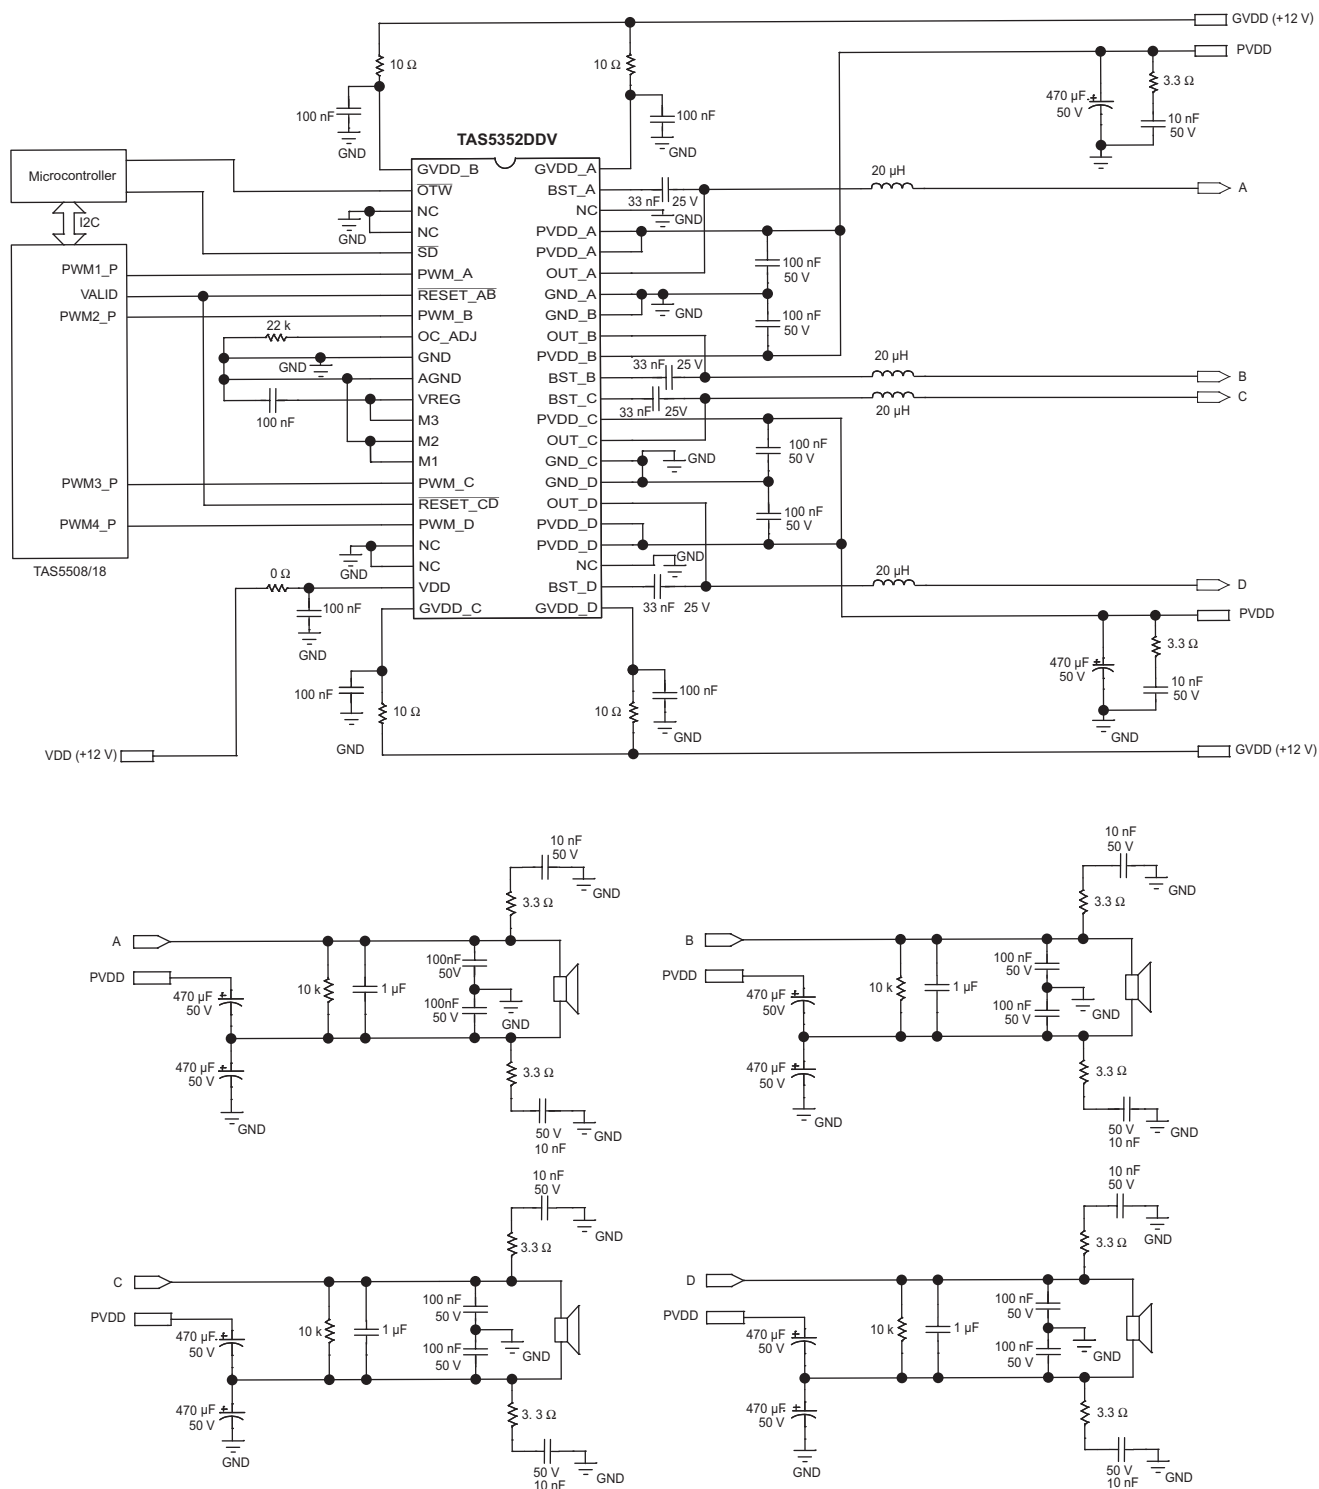 GVDD (+12 V)
PVDD
10 Ω
10 Ω
3.3 Ω
470 µF
50 V
10 nF
50 V
100 nF
GND
100 nF
GND
TAS5352DDV
Microcontroller
I2C
GVDD_B
OTW
NC
NC
SD
PWM_A
RESET_AB
PWM_B
OC_ADJ
GND
AGND
VREG
M3
M2
M1
PWM_C
RESET_CD
PWM_D
NC
NC
VDD
GVDD_C
GVDD_A
BST_A
NC
PVDD_A
PVDD_A
OUT_A
GND_A
GND_B
OUT_B
PVDD_B
BST_B
BST_C
PVDD_C
OUT_C
GND_C
GND_D
OUT_D
PVDD_D
PVDD_D
NC
BST_D
GVDD_D
PWM1_P
VALID
PWM2_P
PWM3_P
PWM4_P
TAS5508/18
GND
22 k
GND
100 nF
GND
0 Ω
100 nF
GND
100 nF
10 Ω
GND
VDD (+12 V)
33 nF 25 V
GND
20 µH
A
100 nF
50 V
GND
100 nF
50 V
33 nF 25 V
20 µH
B
33 nF 25V
20 µH
C
100 nF
50 V
GND
100 nF
50 V
GND
33 nF 25 V
20 µH
D
PVDD
3.3 Ω
470 µF
50 V
10 nF
50 V
GND
100 nF
10 Ω
GND
GVDD (+12 V)
10 nF
50 V
GND
3.3 Ω
A
PVDD
470 µF
50 V
10 k
1 µF
100nF
50V
100nF
50 V
GND
470 µF
50 V
GND
3.3 Ω
50 V
10 nF
GND
10 nF
50 V
GND
3.3 Ω
B
PVDD
470 µF
50V
10 k
1 µF
100 nF
50 V
100 nF
50 V
GND
470 µF
50 V
GND
3.3 Ω
50 V
10 nF
GND
10 nF
50 V
GND
3.3 Ω
C
PVDD
470 µF
50 V
10 k
1 µF
100 nF
50 V
100 nF
50 V
GND
470 µF
50 V
GND
3. 3 Ω
50 V
10 nF
GND
10 nF
50 V
GND
3.3 Ω
D
PVDD
470 µF
50 V
10 k
1 µF
100 nF
50 V
100 nF
50 V
GND
470 µF
50 V
GND
3.3 Ω
50 V
10 nF
GND